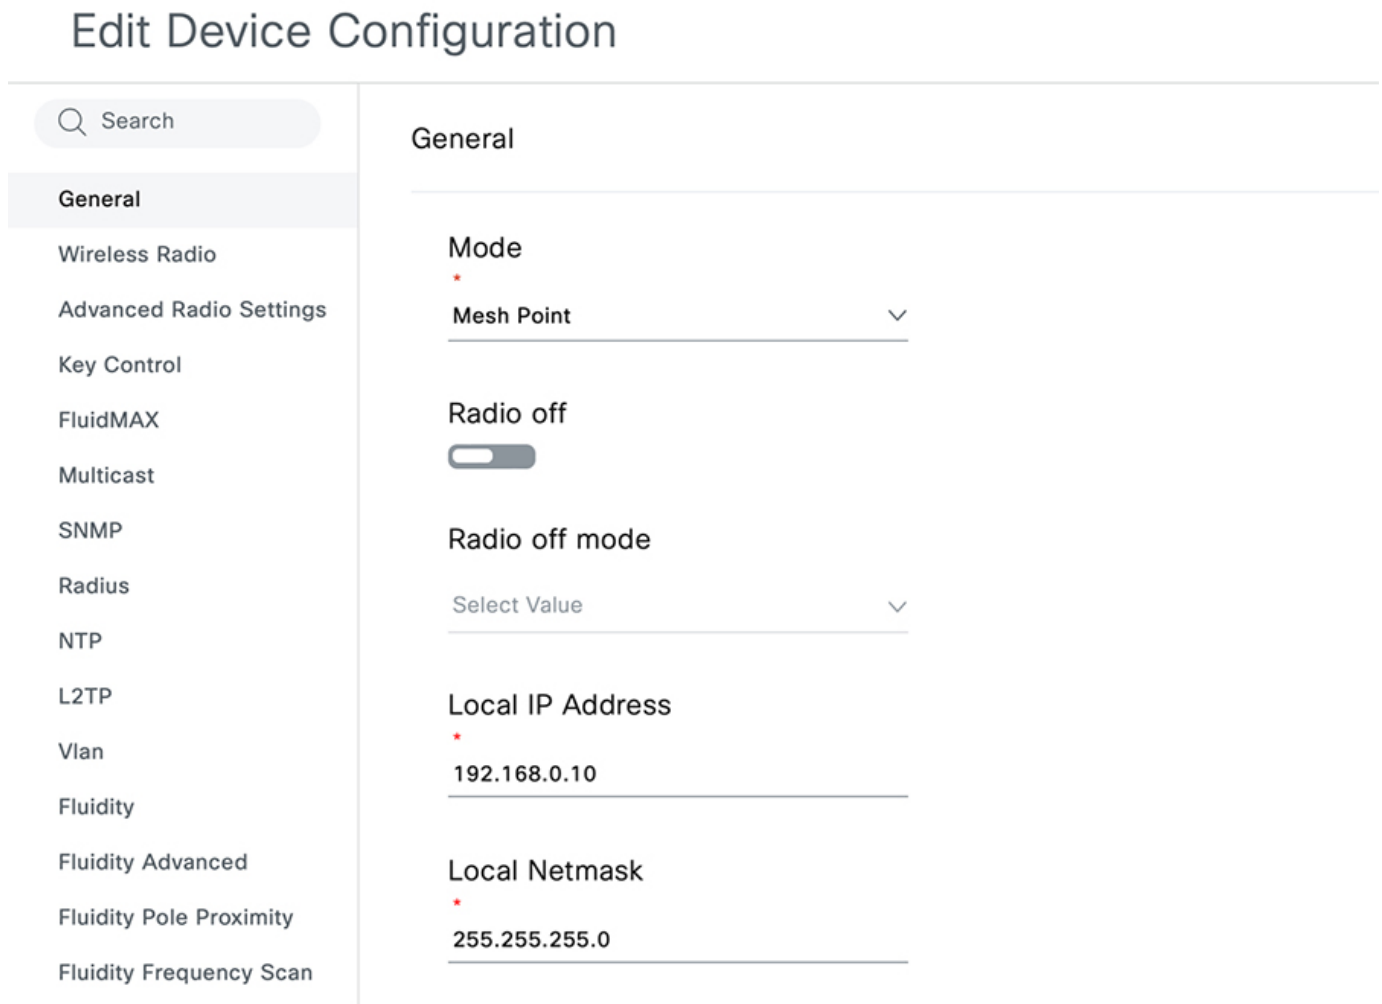 Edit Device Configuration
Search
General
Wireless Radio
Advanced Radio Settings
Key Control
FluidMAX
Multicast
SNMP
Radius
NTP
L2TP
Vlan
Fluidity
Fluidity Advanced
Fluidity Pole Proximity
Fluidity Frequency Scan
General
Mode
*
Mesh Point
Radio off
Radio off mode
Select Value
Local IP Address
*
192.168.0.10
Local Netmask
*
255.255.255.0